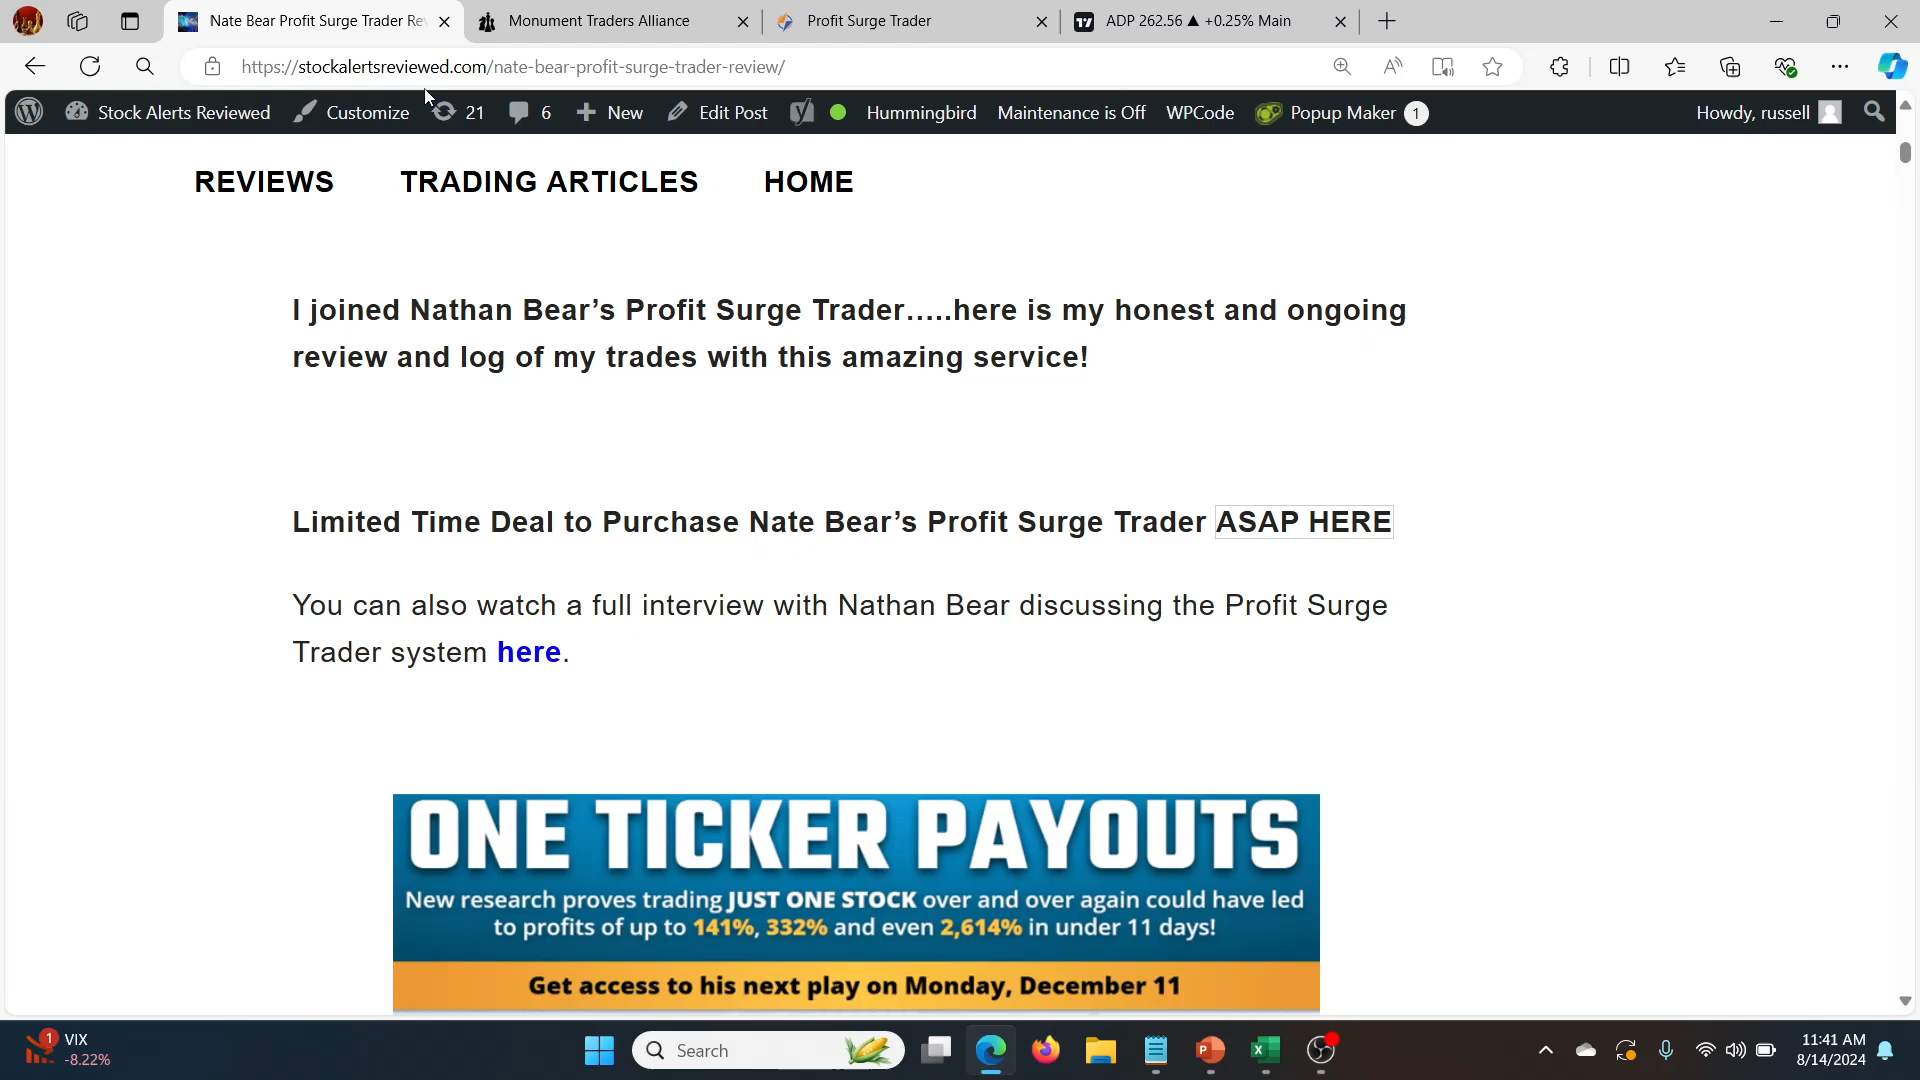 Nate Bear Profit Surge Trader Re
Monument Traders Alliance
Profit Surge Trader
ADP 262.56 ▲ +0.25% Main
https://stockalertsreviewed.com/nate-bear-profit-surge-trader-review/
Stock Alerts Reviewed
Customize
21
6
New
Edit Post
Hummingbird
Maintenance is Off
WPCode
Popup Maker
1
Howdy, russell
REVIEWS
TRADING ARTICLES
HOME
I joined Nathan Bear’s Profit Surge Trader…..here is my honest and ongoing
review and log of my trades with this amazing service!
Limited Time Deal to Purchase Nate Bear’s Profit Surge Trader ASAP HERE
You can also watch a full interview with Nathan Bear discussing the Profit Surge
Trader system here.
ONE TICKER PAYOUTS
New research proves trading JUST ONE STOCK over and over again could have led
to profits of up to 141%, 332% and even 2,614% in under 11 days!
Get access to his next play on Monday, December 11
1
VIX
-8.22%
Search
11:41 AM
8/14/2024